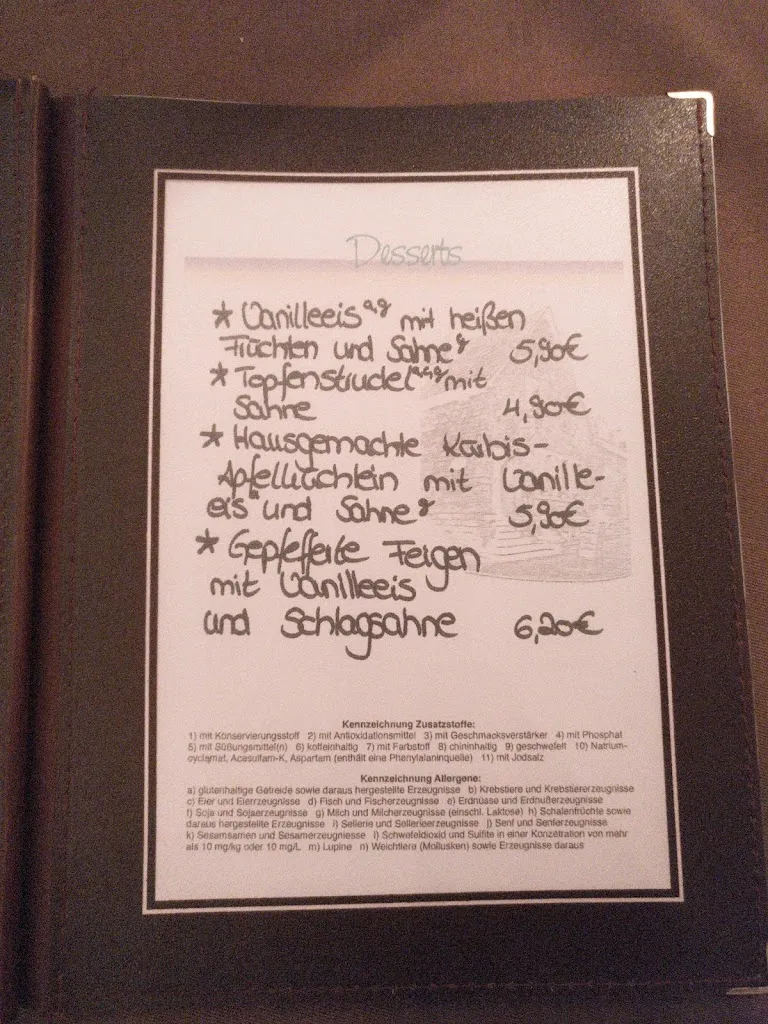 Desserts
* Vanilleeis a,g mit heißen
Früchten und Sahne g 5,90€
* Topfenstrudel a,c,g mit
Sahne 4,90€
* Hausgemachte Kürbis-
Apfelküchlein mit Vanille-
eis und Sahne g 5,90€
* Gepfefferte Feigen
mit Vanilleeis
und Schlagsahne 6,20€
Kennzeichnung Zusatzstoffe:
1) mit Konservierungsstoff 2) mit Antioxidationsmittel 3) mit Geschmacksverstärker 4) mit Phosphat
5) mit Süßungsmittel(n) 6) koffeinhaltig 7) mit Farbstoff 8) chininhaltig 9) geschwefelt 10) Natrium-
cyclamat, Acesulfam-K, Aspartam (enthält eine Phenylalaninquelle) 11) mit Jodsalz
Kennzeichnung Allergene:
a) glutenhaltige Getreide sowie daraus hergestellte Erzeugnisse b) Krebstiere und Krebstiererzeugnisse
c) Eier und Eierrzeugnisse d) Fisch und Fischerzeugnisse e) Erdnüsse und Erdnußerzeugnisse
f) Soja und Sojaerzeugnisse g) Milch und Milcherzeugnisse (einschl. Laktose) h) Schalenfrüchte sowie
daraus hergestellte Erzeugnisse i) Sellerie und Sellerieerzeugnisse j) Senf und Senferzeugnisse
k) Sesamsamen und Sesamerzeugniesse l) Schwefeldioxid und Sulfite in einer Konzetration von mehr
als 10 mg/kg oder 10 mg/L m) Lupine n) Weichtiere (Mollusken) sowie Erzeugnisse daraus